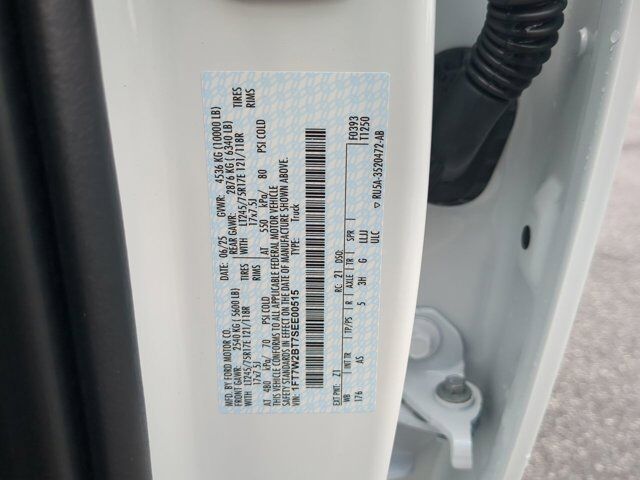 MFD. BY FORD MOTOR CO. DATE: 06/25 GVWR: 4536 KG (10000 LB)
FRONT GAWR: 2540 KG (5600 LB) REAR GAWR: 2876 KG (6340 LB)
WITH LT245/75R17E 121/118R TIRES WITH LT245/75R17E 121/118R TIRES
17x7.5J RIMS 17x7.5J RIMS
AT 480 kPa/ 70 PSI COLD AT 550 kPa/ 80 PSI COLD
THIS VEHICLE CONFORMS TO ALL APPLICABLE FEDERAL MOTOR VEHICLE
SAFETY STANDARDS IN EFFECT ON THE DATE OF MANUFACTURE SHOWN ABOVE.
VIN: 1FT7W2BT7SEE00515 TYPE: Truck
F0393
T1250
EXT PNT: Z1 RC: 21 DSO:
WB INT TR TP/PS R AXLE TR SPR
176 AS 5 3H G LLJJ
ULC
RU5A-3520472-AB